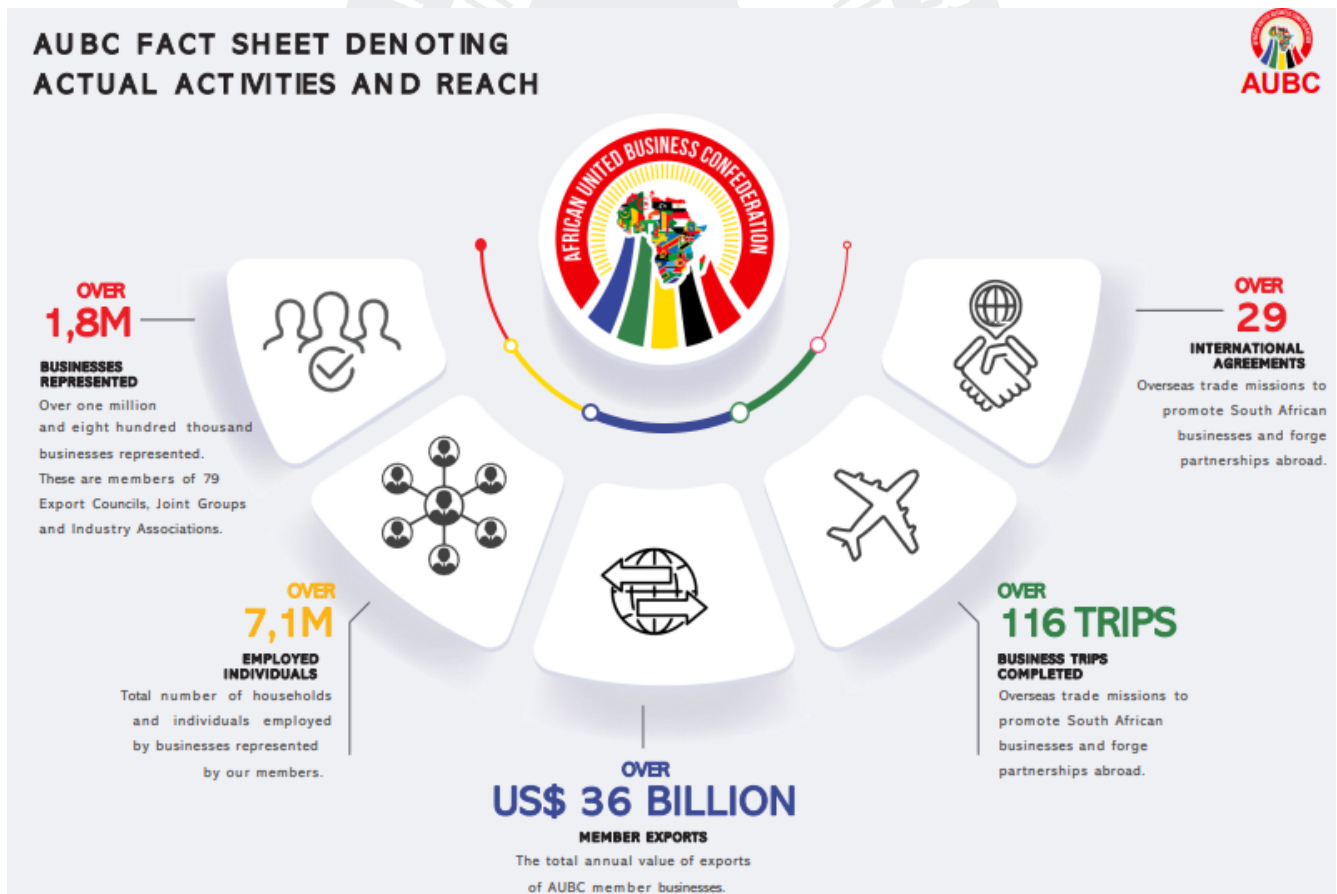 AUBC FACT SHEET DENOTING
ACTUAL ACTIVITIES AND REACH
AUBC
AFRICAN UNITED BUSINESS CONFEDERATION
OVER
1,8M
BUSINESSES
REPRESENTED
Over one million
and eight hundred thousand
businesses represented.
These are members of 79
Export Councils, Joint Groups
and Industry Associations.
OVER
7,1M
EMPLOYED
INDIVIDUALS
Total number of households
and individuals employed
by businesses represented
by our members.
OVER
US$ 36 BILLION
MEMBER EXPORTS
The total annual value of exports
of AUBC member businesses.
OVER
116 TRIPS
BUSINESS TRIPS
COMPLETED
Overseas trade missions to
promote South African
businesses and forge
partnerships abroad.
OVER
29
INTERNATIONAL
AGREEMENTS
Overseas trade missions to
promote South African
businesses and forge
partnerships abroad.